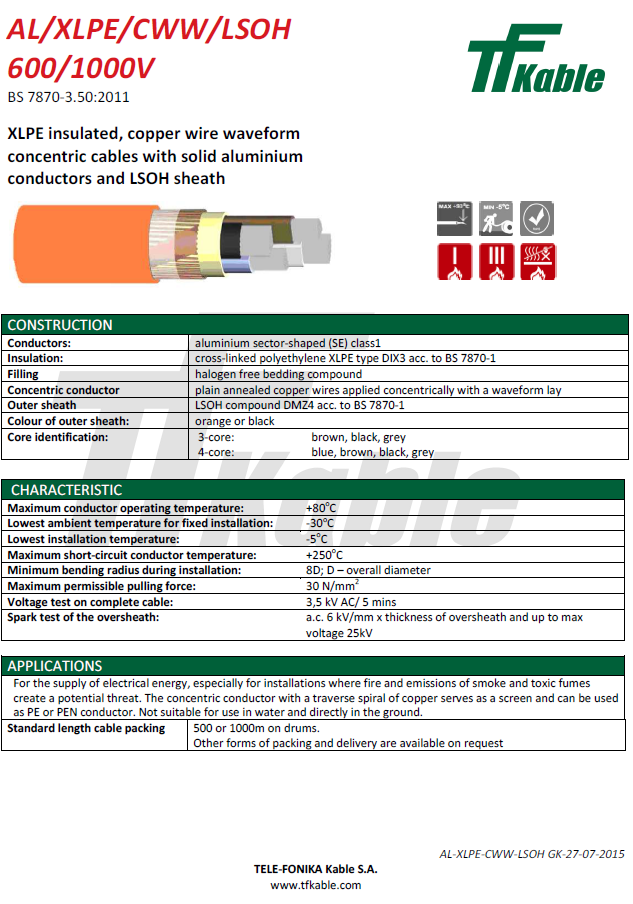 AL/XLPE/CWW/LSOH
600/1000V
BS 7870-3.50:2011
TF Kable
XLPE insulated, copper wire waveform
concentric cables with solid aluminium
conductors and LSOH sheath
MIN -5°C
CONSTRUCTION
Conductors: aluminium sector-shaped (SE) class1
Insulation: cross-linked polyethylene XLPE type DIX3 acc. to BS 7870-1
Filling halogen free bedding compound
Concentric conductor plain annealed copper wires applied concentrically with a waveform lay
Outer sheath LSOH compound DMZ4 acc. to BS 7870-1
Colour of outer sheath: orange or black
Core identification: 3-core: brown, black, grey
4-core: blue, brown, black, grey
CHARACTERISTIC
Maximum conductor operating temperature: +80°C
Lowest ambient temperature for fixed installation: -30°C
Lowest installation temperature: -5°C
Maximum short-circuit conductor temperature: +250°C
Minimum bending radius during installation: 8D; D – overall diameter
Maximum permissible pulling force: 30 N/mm²
Voltage test on complete cable: 3,5 kV AC/ 5 mins
Spark test of the oversheath: a.c. 6 kV/mm x thickness of oversheath and up to max
voltage 25kV
APPLICATIONS
For the supply of electrical energy, especially for installations where fire and emissions of smoke and toxic fumes
create a potential threat. The concentric conductor with a traverse spiral of copper serves as a screen and can be used
as PE or PEN conductor. Not suitable for use in water and directly in the ground.
Standard length cable packing 500 or 1000m on drums.
Other forms of packing and delivery are available on request
AL-XLPE-CWW-LSOH GK-27-07-2015
TELE-FONIKA Kable S.A.
www.tfkable.com